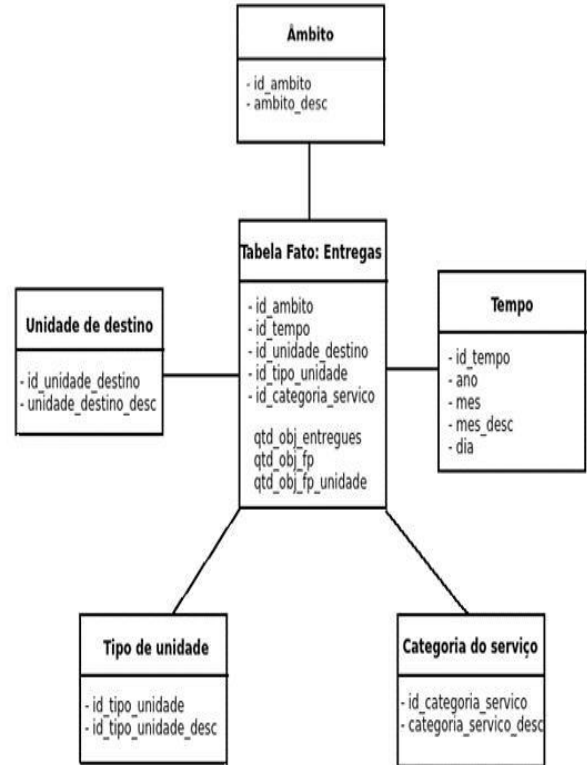 Âmbito
- id_ambito
- ambito_desc
Tabela Fato: Entregas
- id_ambito
- id_tempo
- id_unidade_destino
- id_tipo_unidade
- id_categoria_servico
qtd_obj_entregues
qtd_obj_fp
qtd_obj_fp_unidade
Unidade de destino
- id_unidade_destino
- unidade_destino_desc
Tempo
- id_tempo
- ano
- mes
- mes_desc
- dia
Tipo de unidade
- id_tipo_unidade
- id_tipo_unidade_desc
Categoria do serviço
- id_categoria_servico
- categoria_servico_desc